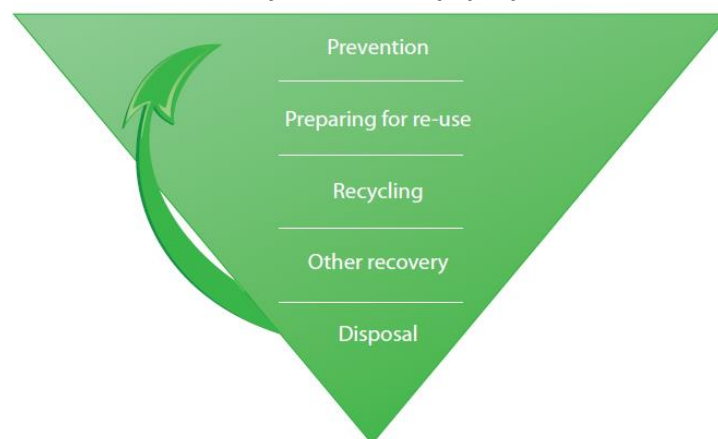 Prevention
Preparing for re-use
Recycling
Other recovery
Disposal